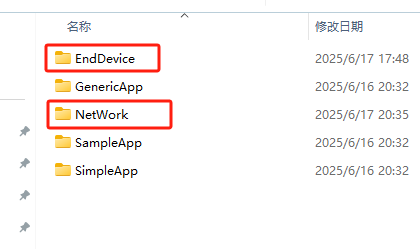 名称 修改日期
EndDevice 2025/6/17 17:48
GenericApp 2025/6/16 20:32
NetWork 2025/6/17 20:35
SampleApp 2025/6/16 20:32
SimpleApp 2025/6/16 20:32